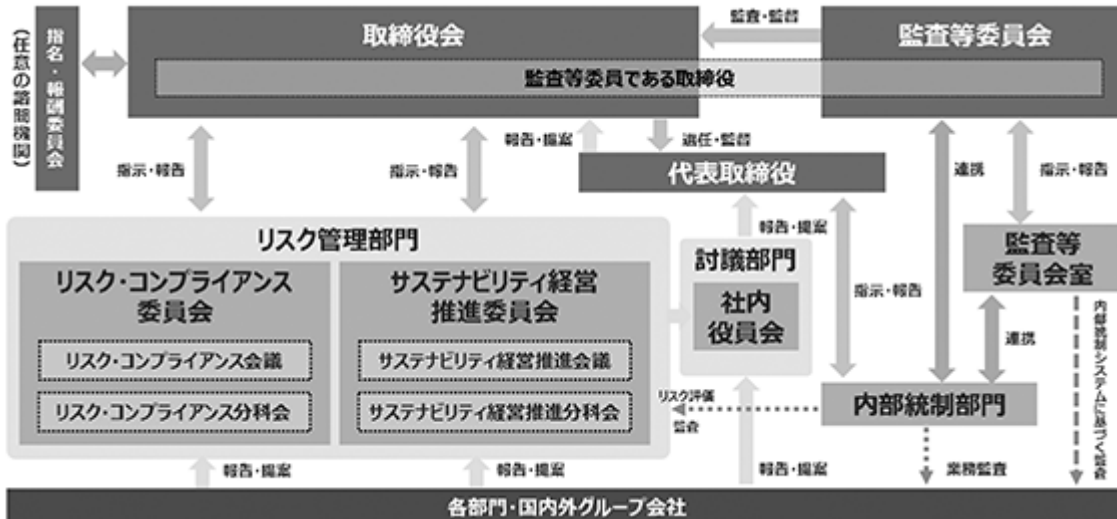 指名・報酬委員会
(任意の諮問機関)
取締役会
監査・監督
監査等委員会
監査等委員である取締役
指示・報告
指示・報告
報告・提案
選任・監督
連携
指示・報告
代表取締役
報告・提案
指示・報告
リスク管理部門
リスク・コンプライアンス
委員会
リスク・コンプライアンス会議
リスク・コンプライアンス分科会
サステナビリティ経営
推進委員会
サステナビリティ経営推進会議
サステナビリティ経営推進分科会
討議部門
社内
役員会
監査等
委員会室
連携
内部統制システムに基づく監査
リスク評価
監査
内部統制部門
報告・提案
報告・提案
報告・提案
業務監査
各部門・国内外グループ会社